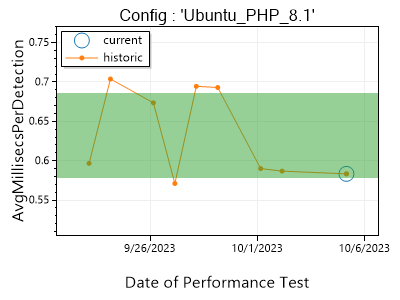 Config : 'Ubuntu_PHP_8.1'
current
historic
AvgMillisecsPerDetection
0.75
0.7
0.65
0.6
0.55
9/26/2023
10/1/2023
10/6/2023
Date of Performance Test